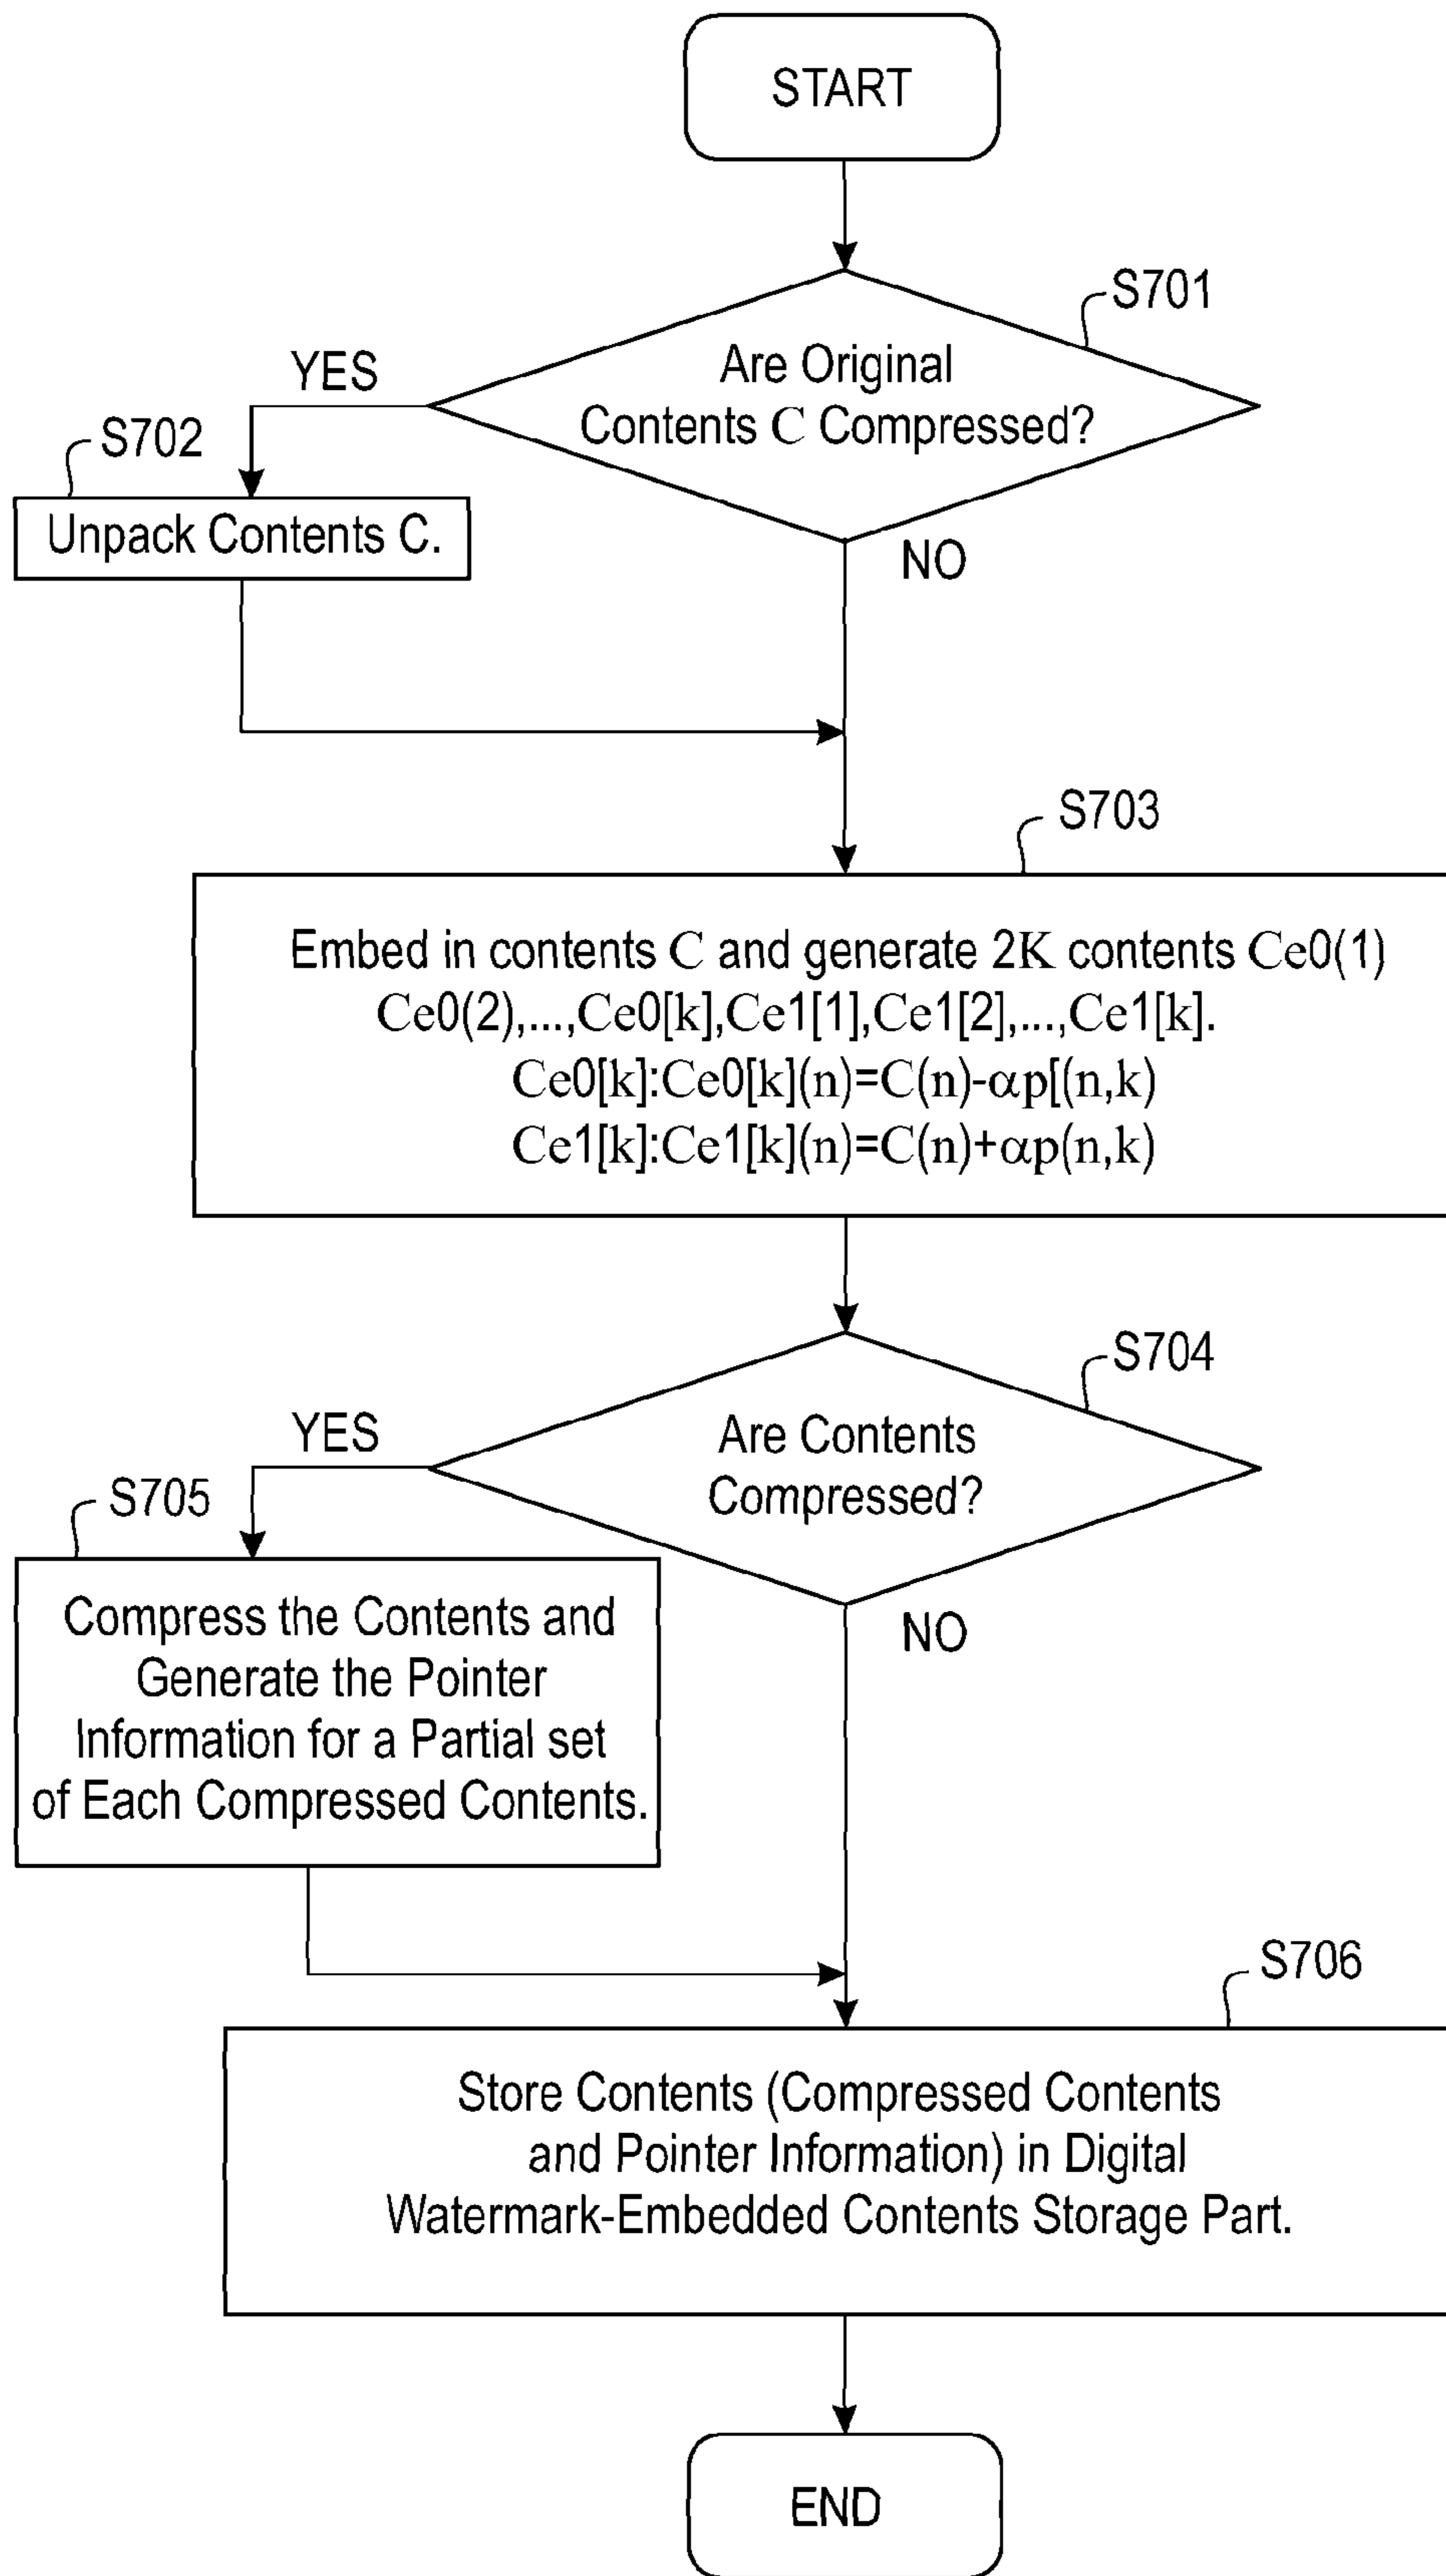 START
S701
Are Original
Contents C Compressed?
YES
S702
Unpack Contents C.
NO
S703
Embed in contents C and generate 2K contents Ce0(1)
Ce0(2),...,Ce0[k],Ce1[1],Ce1[2],...,Ce1[k].
Ce0[k]:Ce0[k](n)=C(n)-αp[(n,k)
Ce1[k]:Ce1[k](n)=C(n)+αp(n,k)
S704
Are Contents
Compressed?
YES
S705
Compress the Contents and
Generate the Pointer
Information for a Partial set
of Each Compressed Contents.
NO
S706
Store Contents (Compressed Contents
and Pointer Information) in Digital
Watermark-Embedded Contents Storage Part.
END